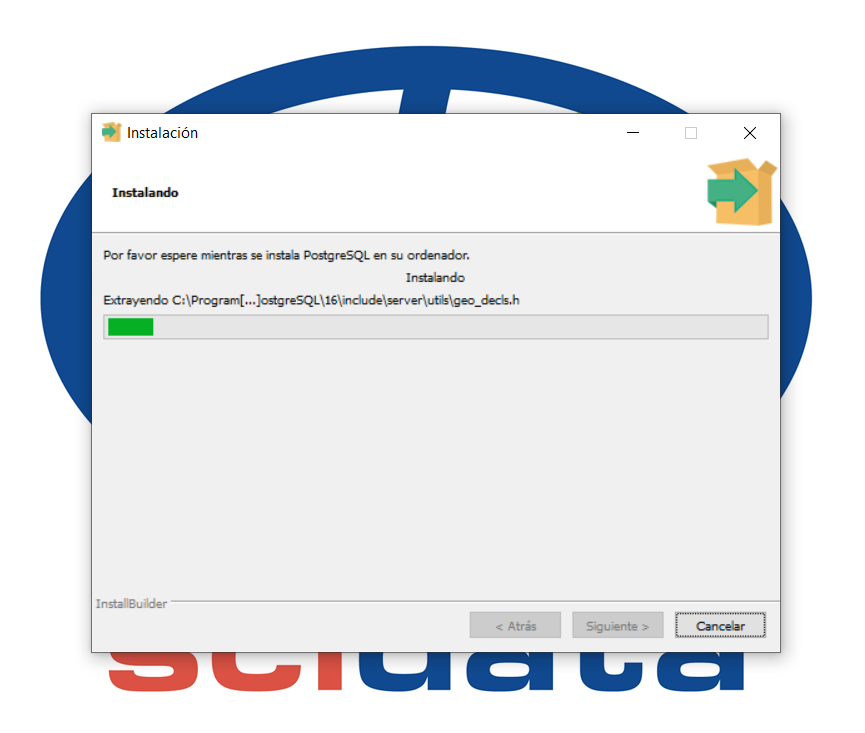 Instalación
Instalando
Por favor espere mientras se instala PostgreSQL en su ordenador.
Instalando
Extrayendo C:\Program[...]ostgreSQL\16\include\server\utils\geo_decls.h
InstallBuilder
< Atrás
Siguiente >
Cancelar
scidata